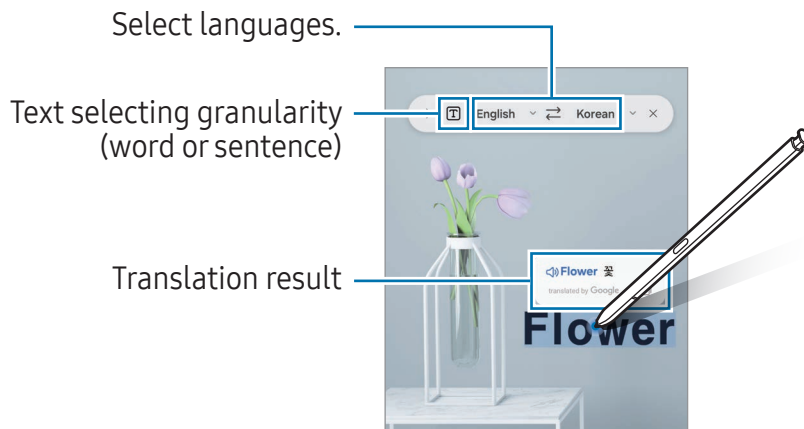 Select languages.
Text selecting granularity
(word or sentence)
T English Korean
Translation result
Flower 꽃
translated by Google
Flower